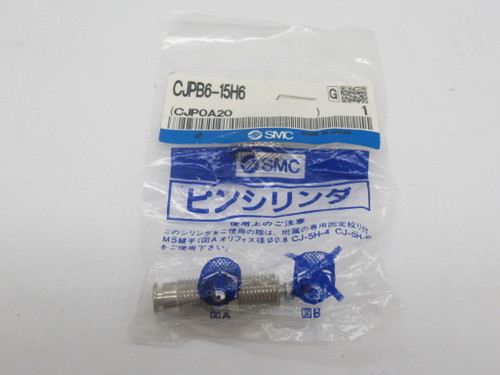 CJPB6-15H6
G
(CJP0A20 )
1
SMC
MADE IN JAPAN
SMC
ピンシリンダ
使用上のご注意
このシリンダをご使用の際は、附属の専用固定絞り付
M5継手(図Aオリフィス径φ0.8 CJ-5H-4 CJ-5H-6
をご使用下さい。
図A
図B